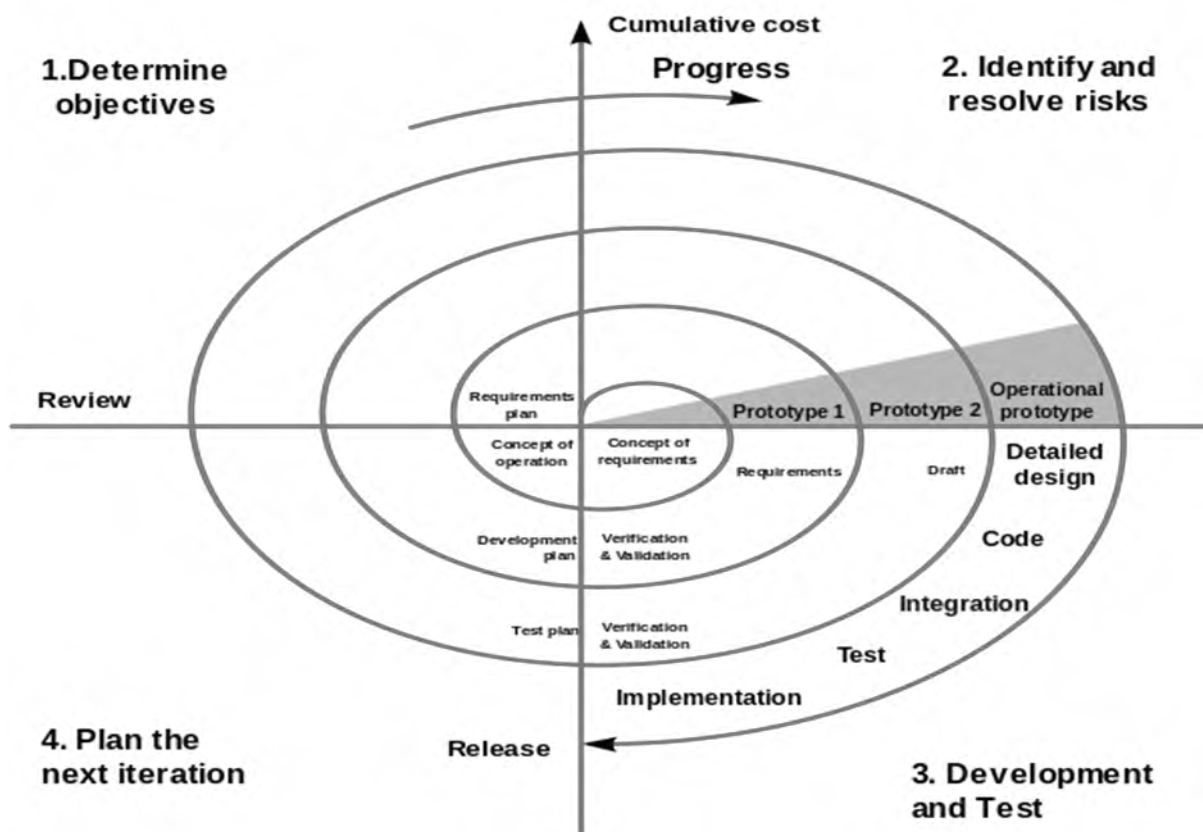 Cumulative cost
1.Determine
objectives
Progress
2. Identify and
resolve risks
Review
Requirements
plan
Prototype 1
Prototype 2
Operational
prototype
Concept of
operation
Concept of
requirements
Requirements
Draft
Detailed
design
Development
plan
Verification
& Validation
Code
Integration
Test plan
Verification
& Validation
Test
Implementation
Release
4. Plan the
next iteration
3. Development
and Test